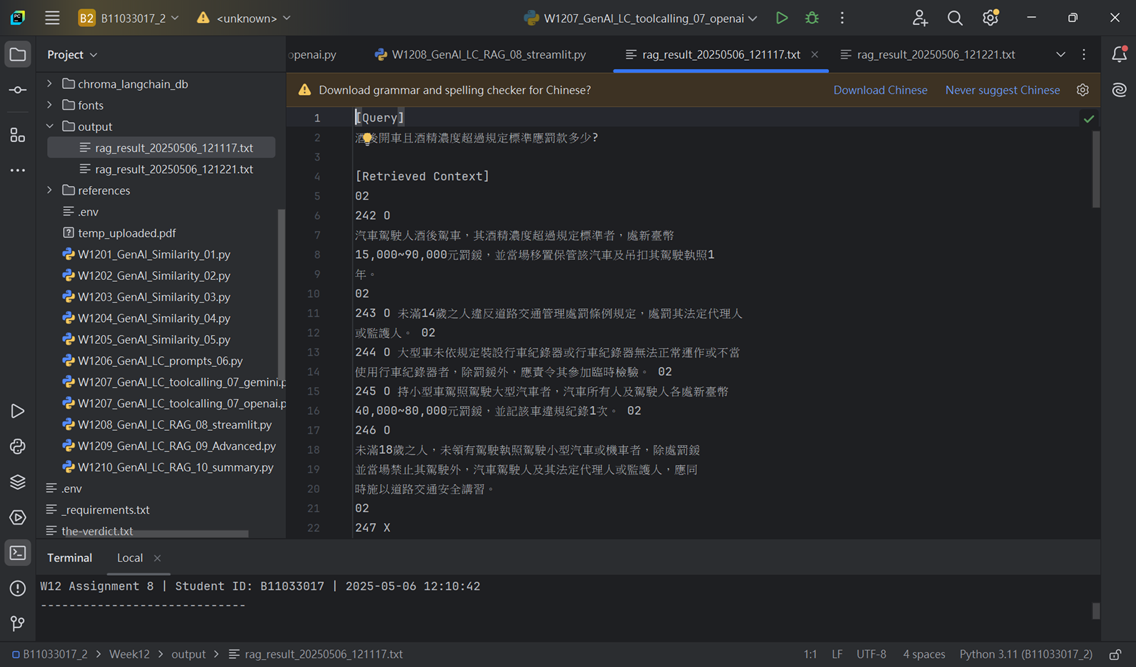 B2 B11033017_2
<unknown>
W1207_GenAI_LC_toolcalling_07_openai
Project
openai.py
W1208_GenAI_LC_RAG_08_streamlit.py
rag_result_20250506_121117.txt
rag_result_20250506_121221.txt
Download grammar and spelling checker for Chinese?
Download Chinese
Never suggest Chinese
chroma_langchain_db
fonts
output
rag_result_20250506_121117.txt
rag_result_20250506_121221.txt
references
.env
temp_uploaded.pdf
W1201_GenAI_Similarity_01.py
W1202_GenAI_Similarity_02.py
W1203_GenAI_Similarity_03.py
W1204_GenAI_Similarity_04.py
W1205_GenAI_Similarity_05.py
W1206_GenAI_LC_prompts_06.py
W1207_GenAI_LC_toolcalling_07_gemini.p
W1207_GenAI_LC_toolcalling_07_openai.p
W1208_GenAI_LC_RAG_08_streamlit.py
W1209_GenAI_LC_RAG_09_Advanced.py
W1210_GenAI_LC_RAG_10_summary.py
.env
_requirements.txt
the-verdict.txt
1 [Query]
2 酒後開車且酒精濃度超過規定標準應罰款多少?
3
4 [Retrieved Context]
5 02
6 242 O
7 汽車駕駛人酒後駕車，其酒精濃度超過規定標準者，處新臺幣
8 15,000~90,000元罰鍰，並當場移置保管該汽車及吊扣其駕駛執照1
9 年。
10 02
11 243 O 未滿14歲之人違反道路交通管理處罰條例規定，處罰其法定代理人
12 或監護人。 02
13 244 O 大型車未依規定裝設行車紀錄器或行車紀錄器無法正常運作或不當
14 使用行車紀錄器者，除罰鍰外，應責令其參加臨時檢驗。 02
15 245 O 持小型車駕照駕駛大型汽車者，汽車所有人及駕駛人各處新臺幣
16 40,000~80,000元罰鍰，並記該車違規紀錄1次。 02
17 246 O
18 未滿18歲之人，未領有駕駛執照駕駛小型汽車或機車者，除處罰鍰
19 並當場禁止其駕駛外，汽車駕駛人及其法定代理人或監護人，應同
20 時施以道路交通安全講習。
21 02
22 247 X
Terminal
Local
W12 Assignment 8 | Student ID: B11033017 | 2025-05-06 12:10:42
-----------------------------
B11033017_2 > Week12 > output > rag_result_20250506_121117.txt
1:1 LF UTF-8 4 spaces Python 3.11 (B11033017_2)